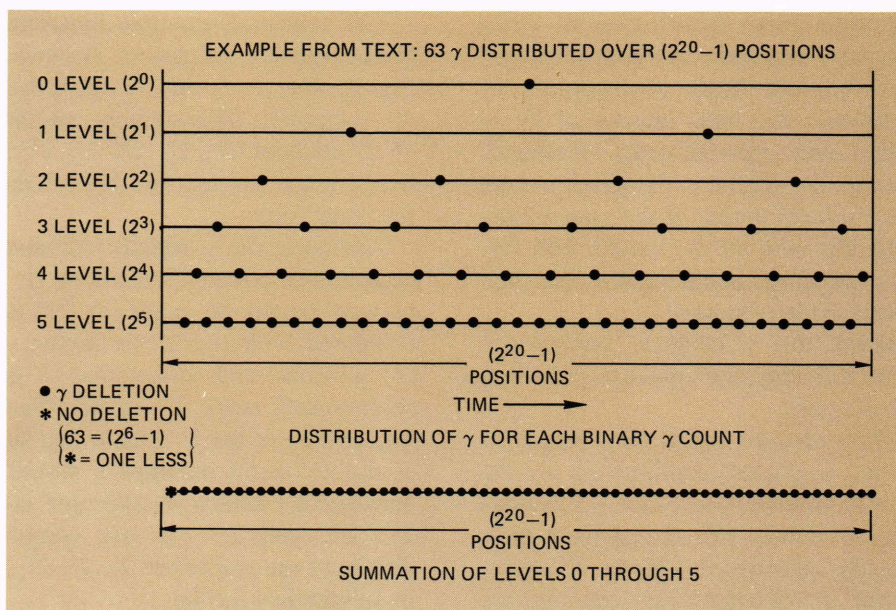 EXAMPLE FROM TEXT: 63 γ DISTRIBUTED OVER (2²⁰–1) POSITIONS
0 LEVEL (2⁰)
1 LEVEL (2¹)
2 LEVEL (2²)
3 LEVEL (2³)
4 LEVEL (2⁴)
5 LEVEL (2⁵)
(2²⁰–1)
POSITIONS
● γ DELETION
TIME
* NO DELETION
{63 = (2⁶–1)}
{* = ONE LESS}
DISTRIBUTION OF γ FOR EACH BINARY γ COUNT
*
(2²⁰–1)
POSITIONS
SUMMATION OF LEVELS 0 THROUGH 5